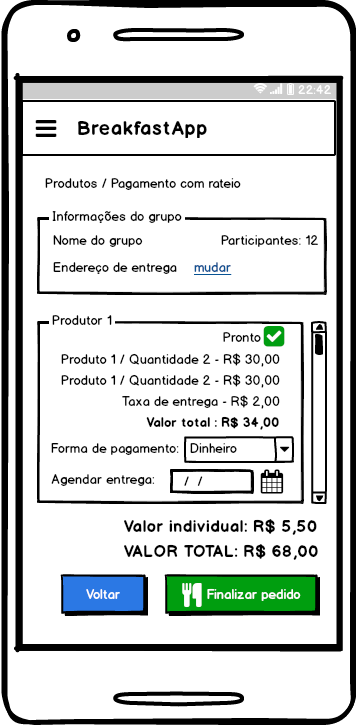 22:42
BreakfastApp
Produtos / Pagamento com rateio
Informações do grupo
Nome do grupo Participantes: 12
Endereço de entrega mudar
Produtor 1
Pronto
Produto 1 / Quantidade 2 - R$ 30,00
Produto 1 / Quantidade 2 - R$ 30,00
Taxa de entrega - R$ 2,00
Valor total : R$ 34,00
Forma de pagamento: Dinheiro
Agendar entrega: / /
Valor individual: R$ 5,50
VALOR TOTAL: R$ 68,00
Voltar Finalizar pedido